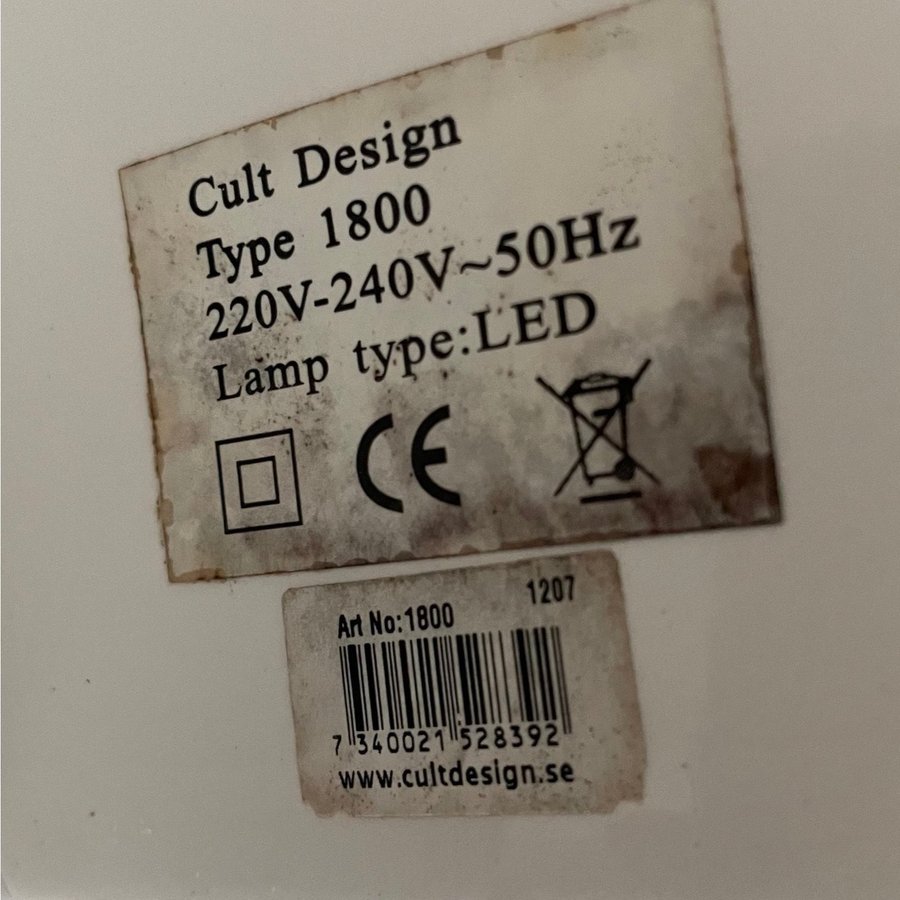 Cult Design
Type 1800
220V-240V~50Hz
Lamp type:LED
CE
1207
Art No:1800
7 340021 528392
www.cultdesign.se